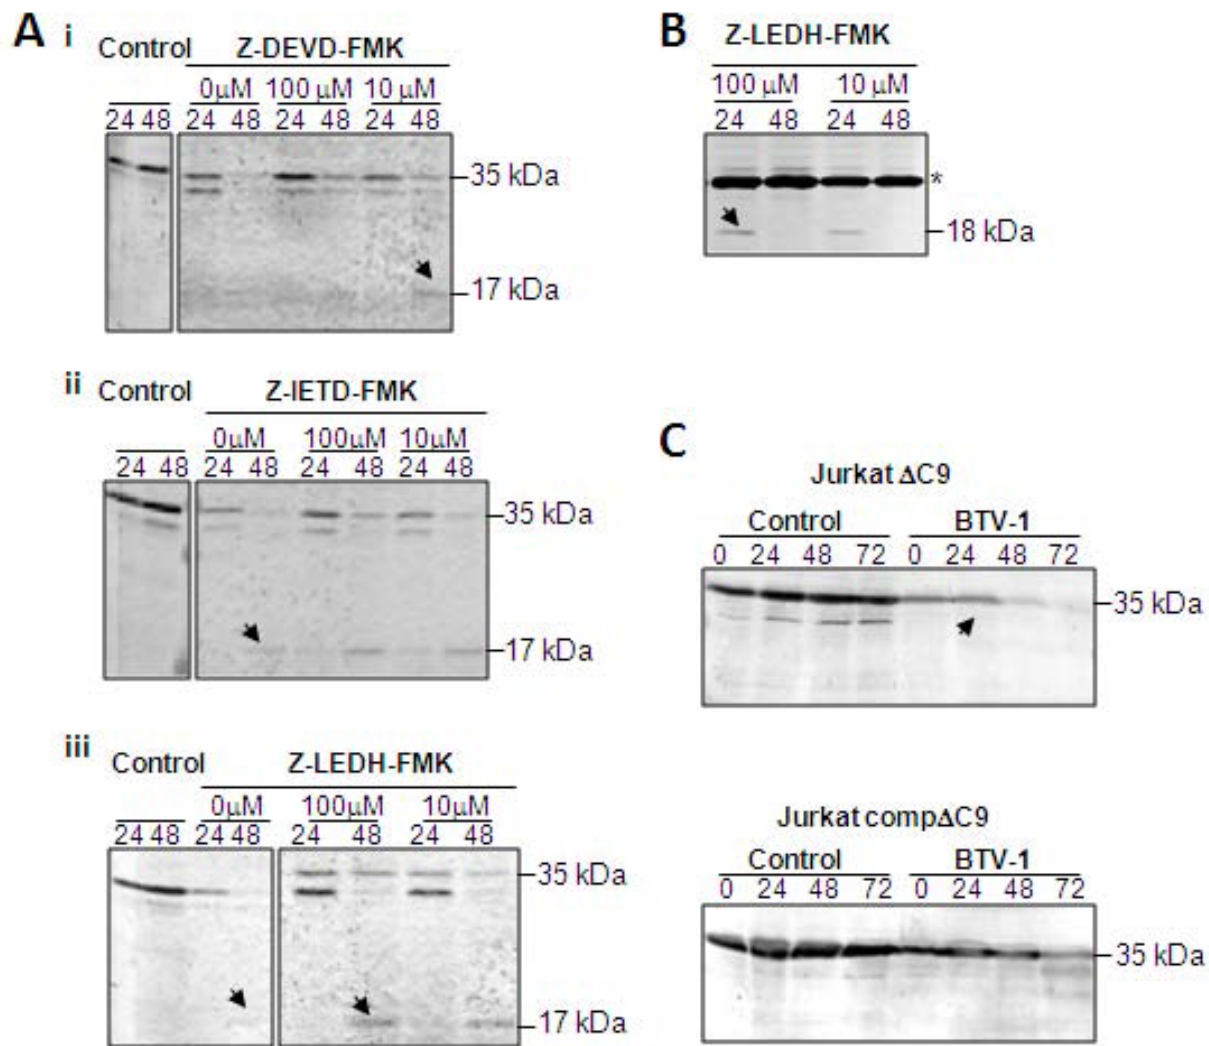 A i
Control Z-DEVD-FMK
0µM 100 µM 10 µM
24 48 24 48 24 48 24 48
35 kDa
17 kDa
ii Control Z-IETD-FMK
0µM 100µM 10µM
24 48 24 48 24 48 24 48
35 kDa
17 kDa
iii Control Z-LEDH-FMK
0µM 100µM 10µM
24 48 24 48 24 48 24 48
35 kDa
17 kDa
B
Z-LEDH-FMK
100 µM 10 µM
24 48 24 48
*
18 kDa
C
Jurkat ΔC9
Control BTV-1
0 24 48 72 0 24 48 72
35 kDa
Jurkat compΔC9
Control BTV-1
0 24 48 72 0 24 48 72
35 kDa